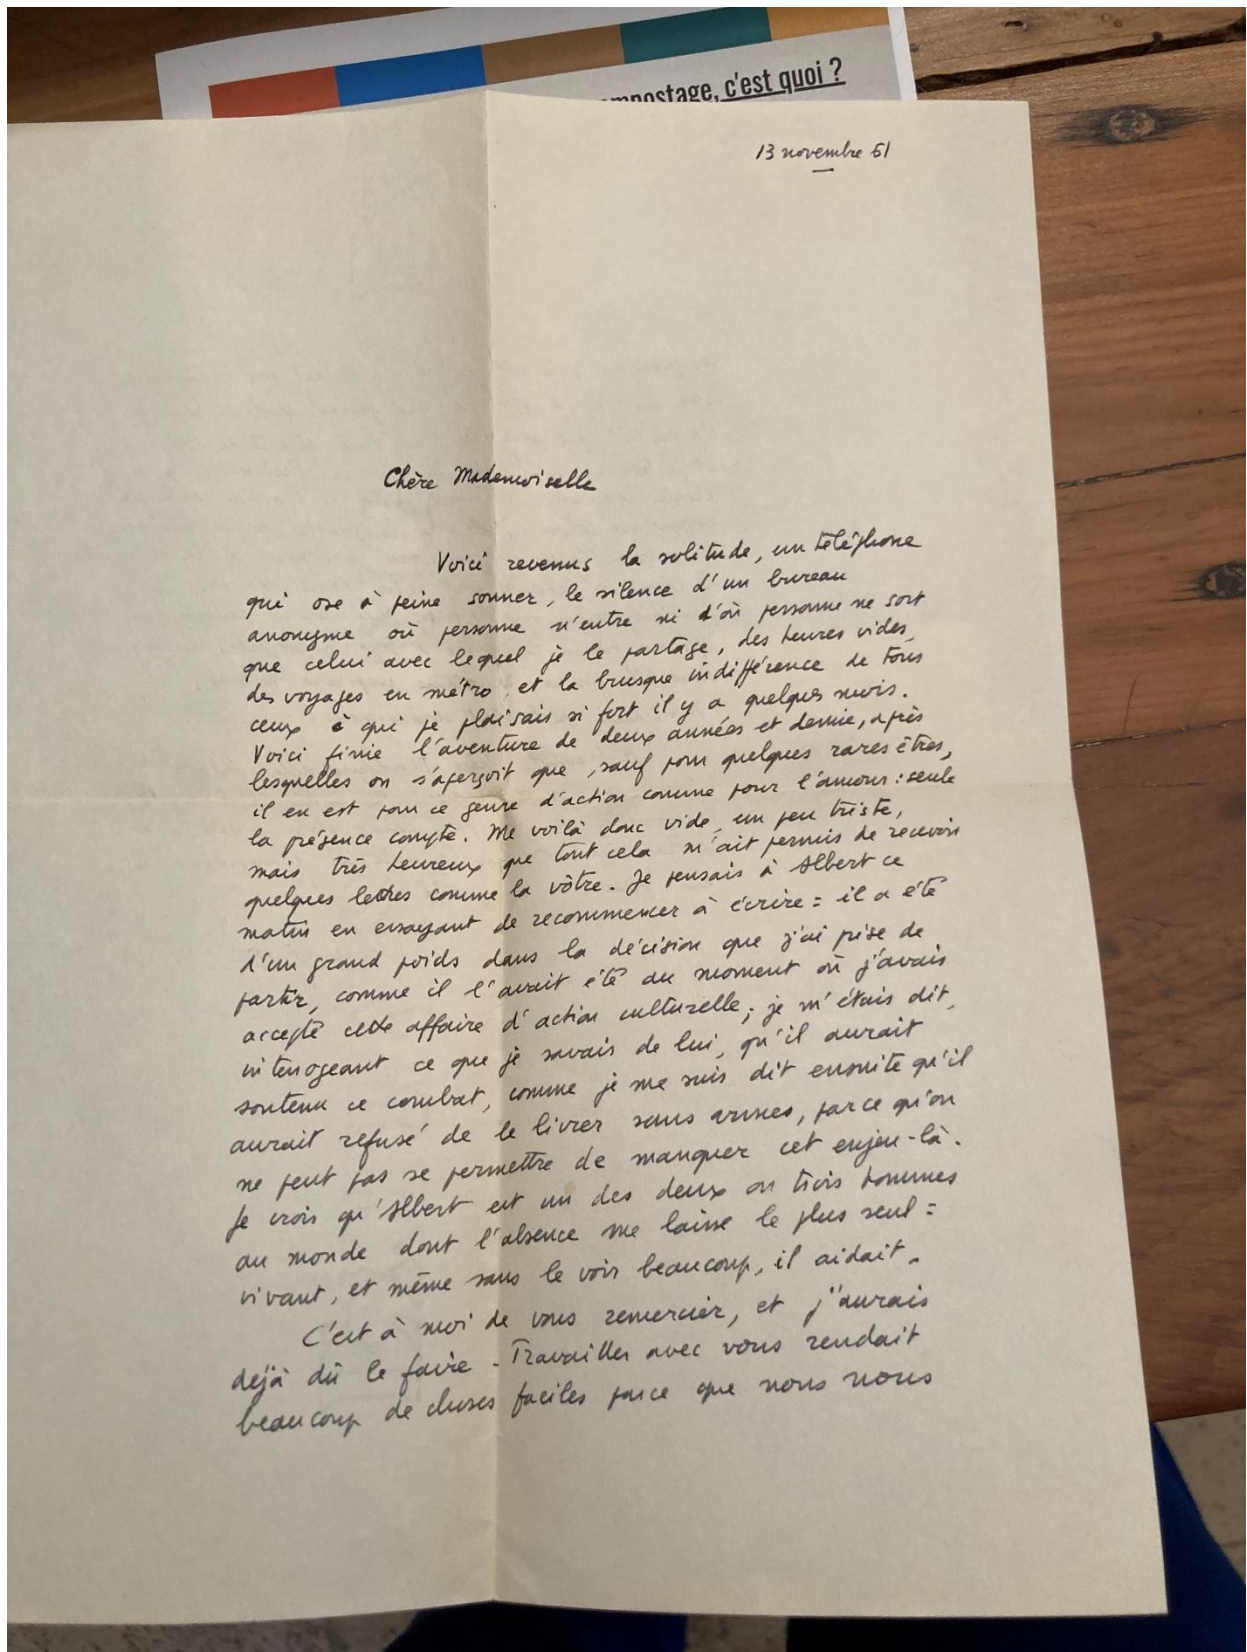 mpostage, c'est quoi ?
13 novembre 61
Chère Mademoiselle
Voici revenus la solitude, un téléphone
qui ose à peine sonner, le silence d'un bureau
anonyme où personne n'entre ni d'où personne ne sort
que celui avec lequel je le partage, des heures vides,
des voyages en métro, et la brusque indifférence de tous
ceux à qui je plaisais si fort il y a quelques mois.
Voici finie l'aventure de deux années et demie, après
lesquelles on s'aperçoit que, sauf pour quelques rares êtres,
il en est pour ce genre d'action comme pour l'amour : seule
la présence compte. Me voilà donc vide, un peu triste,
mais très heureux que tout cela m'ait permis de recevoir
quelques lettres comme la vôtre. Je pensais à Albert ce
matin en essayant de recommencer à écrire = il a été
d'un grand poids dans la décision que j'ai prise de
partir, comme il l'avait été au moment où j'avais
accepté cette affaire d'action culturelle ; je m'étais dit,
interrogeant ce que je savais de lui, qu'il aurait
soutenu ce combat, comme je me suis dit ensuite qu'il
aurait refusé de le livrer sans armes, parce qu'on
ne peut pas se permettre de manquer cet enjeu-là.
Je crois qu'Albert est un des deux ou trois hommes
au monde dont l'absence me laisse le plus seul =
vivant, et même sans le voir beaucoup, il aidait.
C'est à moi de vous remercier, et j'aurais
déjà dû le faire - Travailler avec vous rendait
beaucoup de choses faciles parce que nous nous